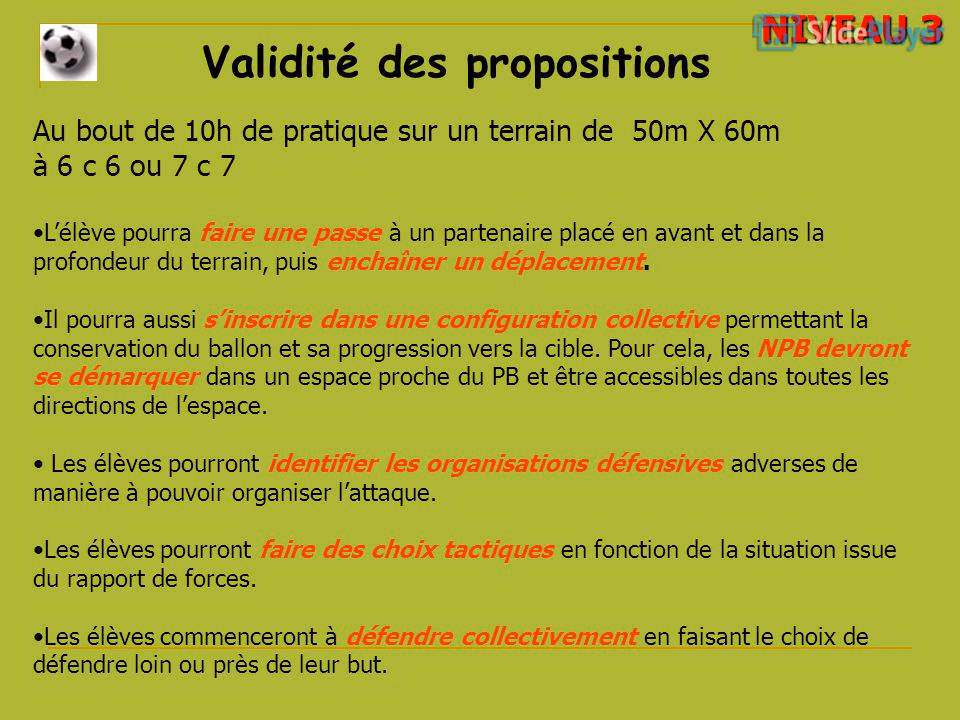 NIVEAU 3
SlidePlayer
Validité des propositions
Au bout de 10h de pratique sur un terrain de 50m X 60m
à 6 c 6 ou 7 c 7
•L’élève pourra faire une passe à un partenaire placé en avant et dans la
profondeur du terrain, puis enchaîner un déplacement.
•Il pourra aussi s’inscrire dans une configuration collective permettant la
conservation du ballon et sa progression vers la cible. Pour cela, les NPB devront
se démarquer dans un espace proche du PB et être accessibles dans toutes les
directions de l’espace.
• Les élèves pourront identifier les organisations défensives adverses de
manière à pouvoir organiser l’attaque.
•Les élèves pourront faire des choix tactiques en fonction de la situation issue
du rapport de forces.
•Les élèves commenceront à défendre collectivement en faisant le choix de
défendre loin ou près de leur but.